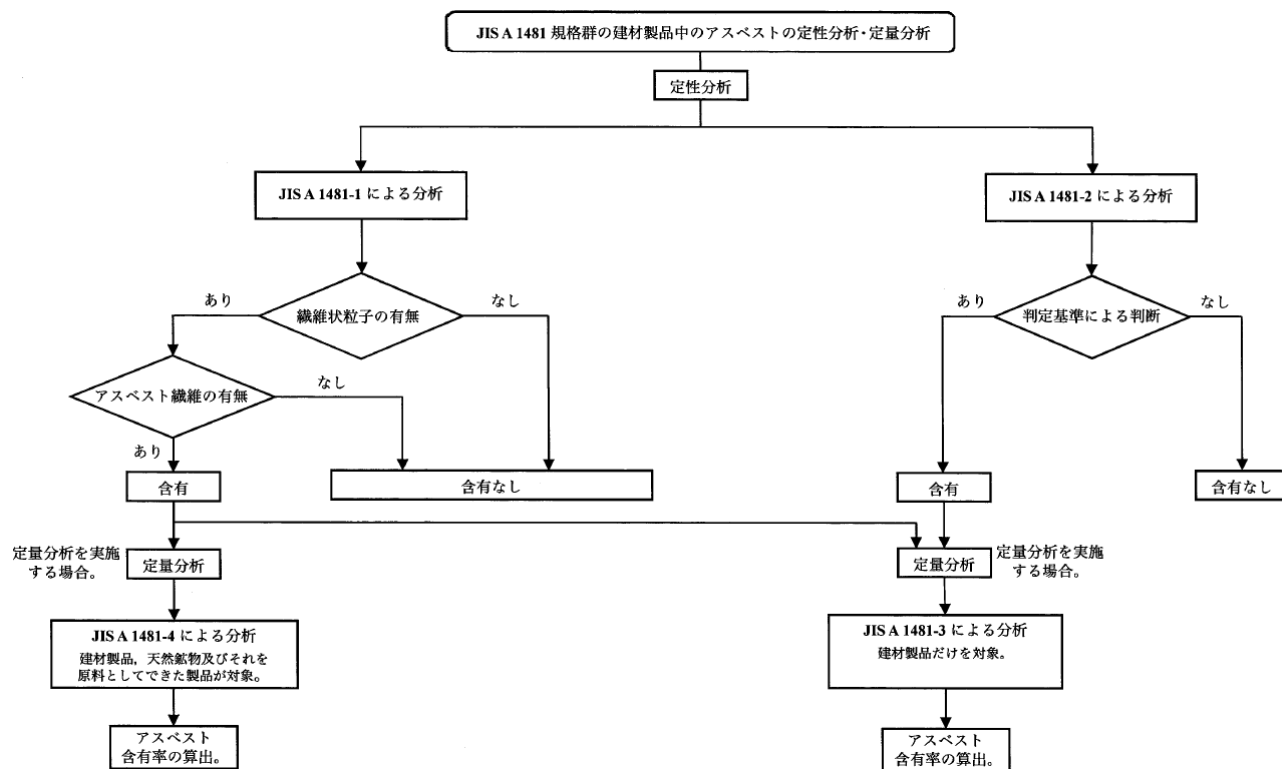 JIS A 1481 規格群の建材製品中のアスベストの定性分析・定量分析
定性分析
JIS A 1481-1 による分析
JIS A 1481-2 による分析
あり
繊維状粒子の有無
なし
あり
判定基準による判断
なし
アスベスト繊維の有無
なし
あり
含有
含有なし
含有
含有なし
定量分析を実施
する場合。
定量分析
定量分析
定量分析を実施
する場合。
JIS A 1481-4 による分析
建材製品，天然鉱物及びそれを
原料としてできた製品が対象。
JIS A 1481-3 による分析
建材製品だけを対象。
アスベスト
含有率の算出。
アスベスト
含有率の算出。